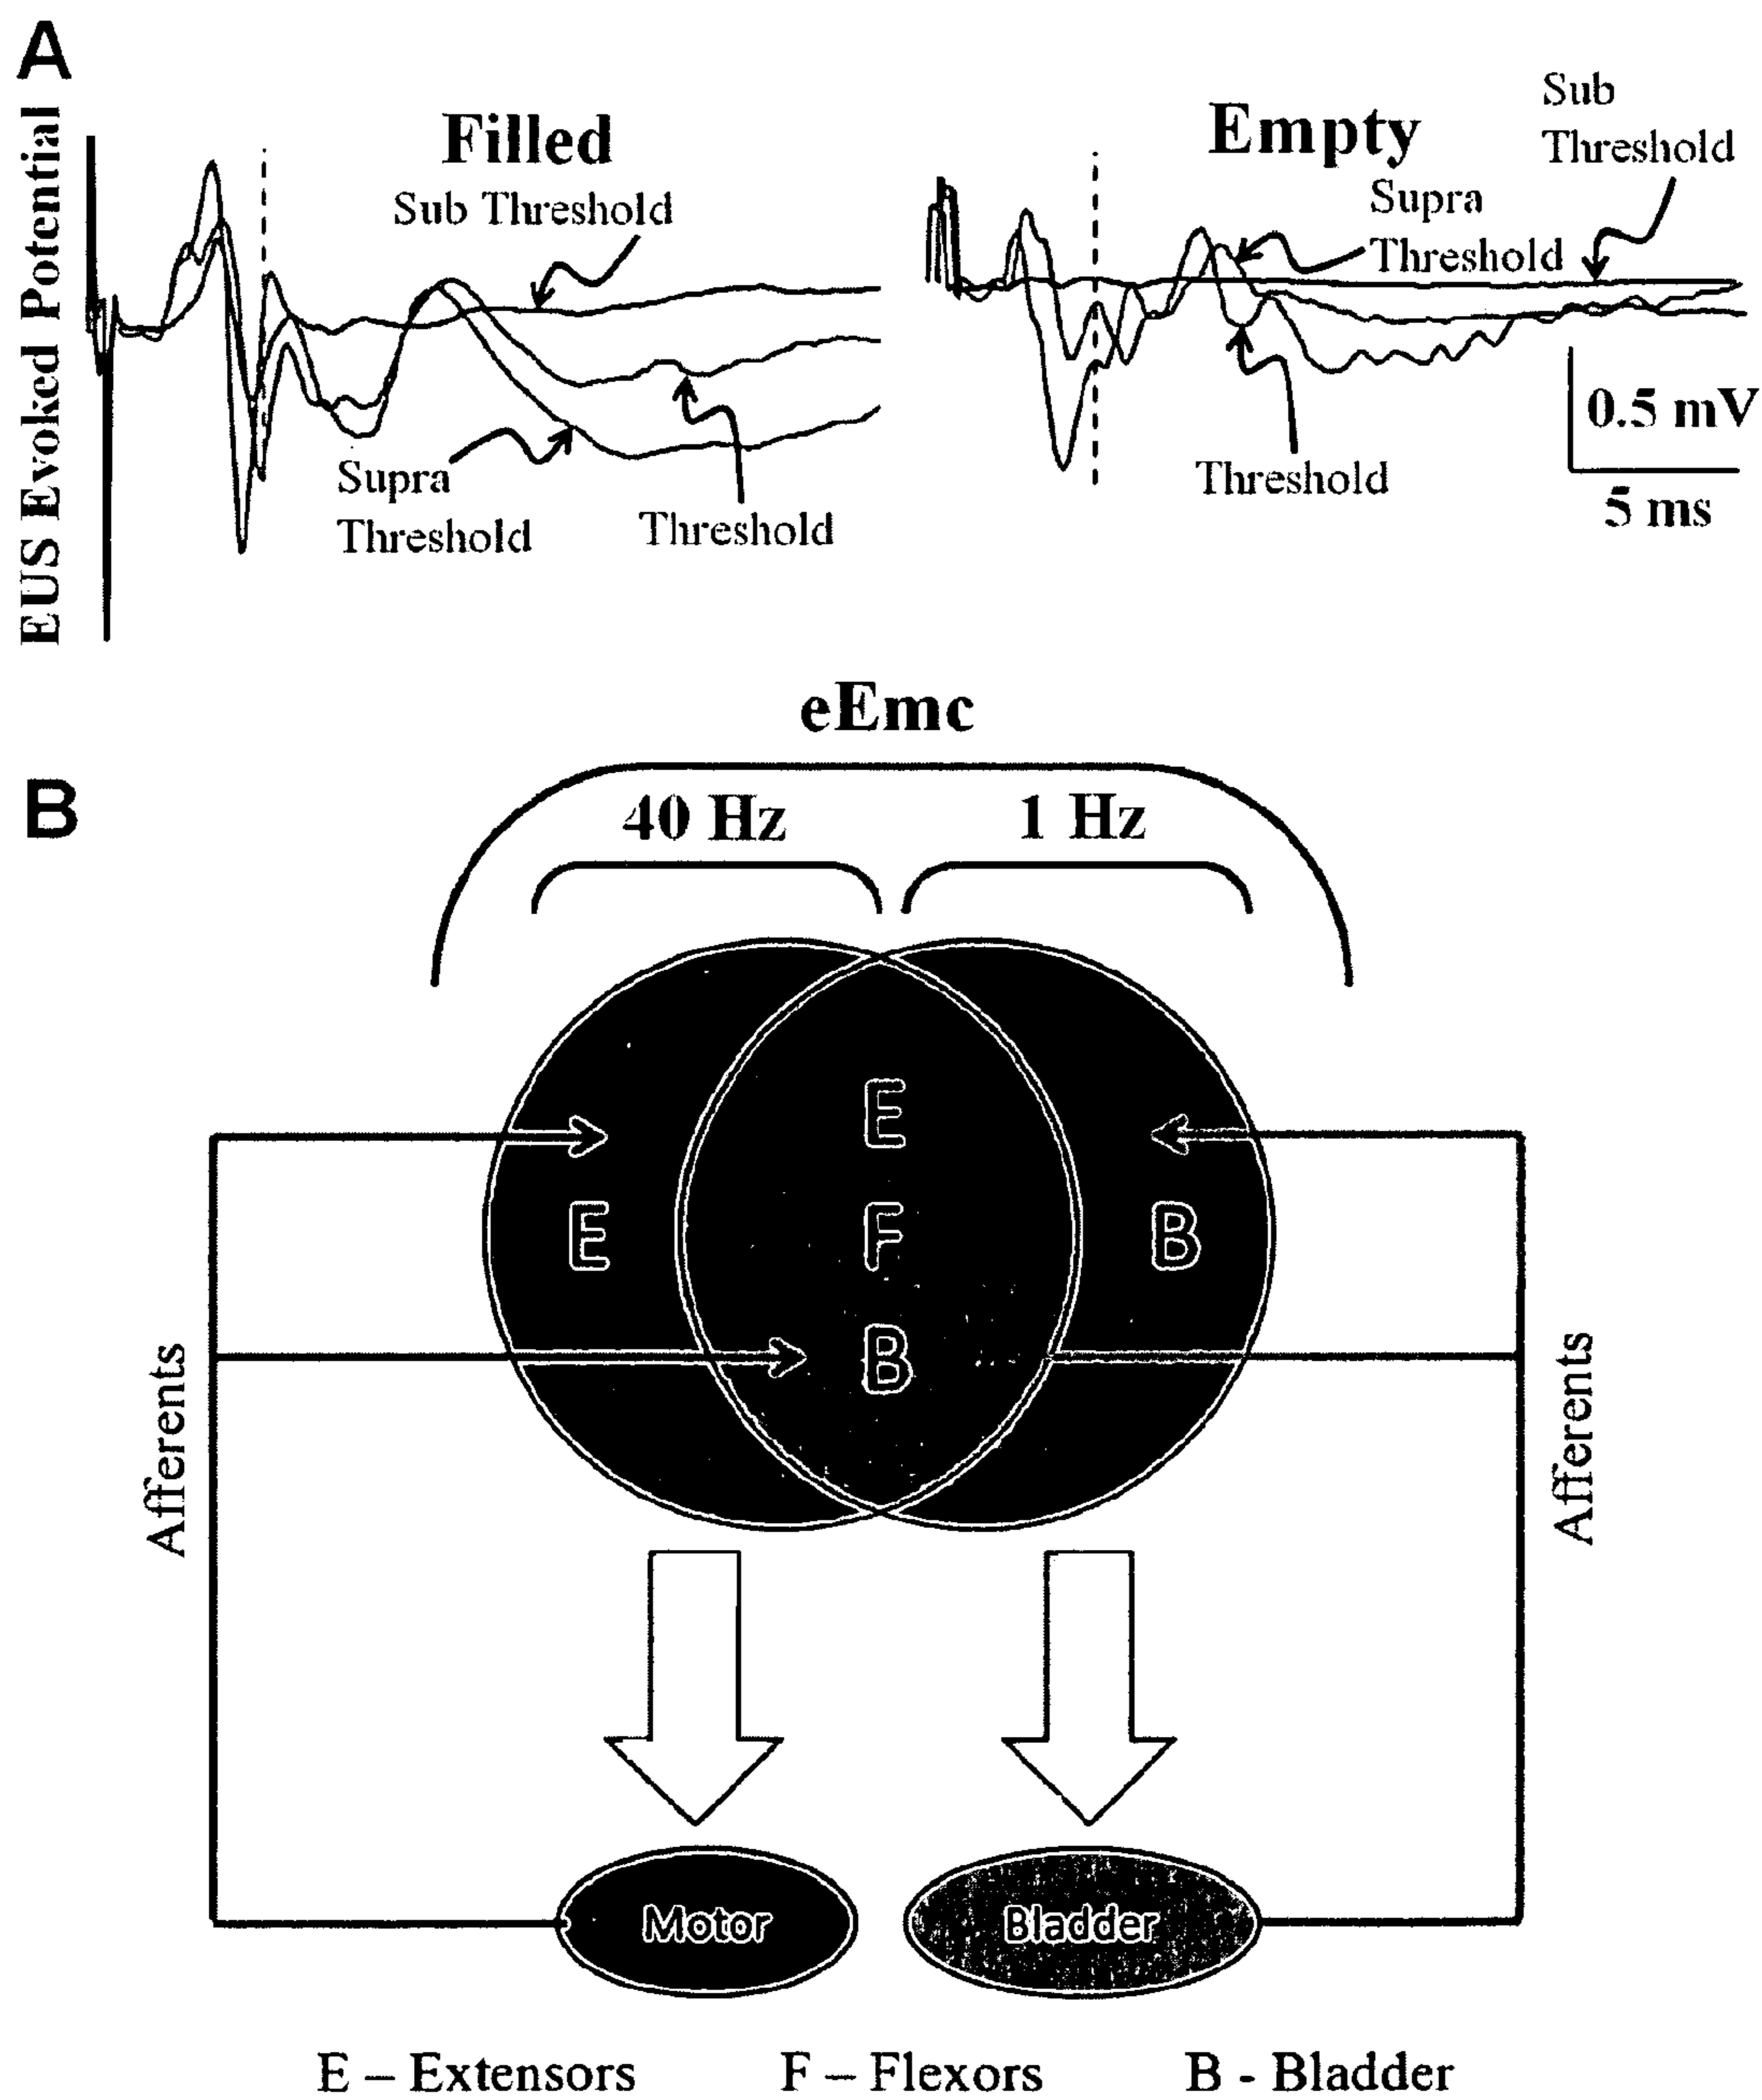 A
EUS Evoked Potential
Filled
Sub Threshold
Supra
Threshold
Threshold
Empty
Sub
Threshold
Supra
Threshold
Threshold
0.5 mV
5 ms
B
eEmc
40 Hz
1 Hz
E
E
F
B
B
Afferents
Afferents
Motor
Bladder
E – Extensors
F – Flexors
B - Bladder